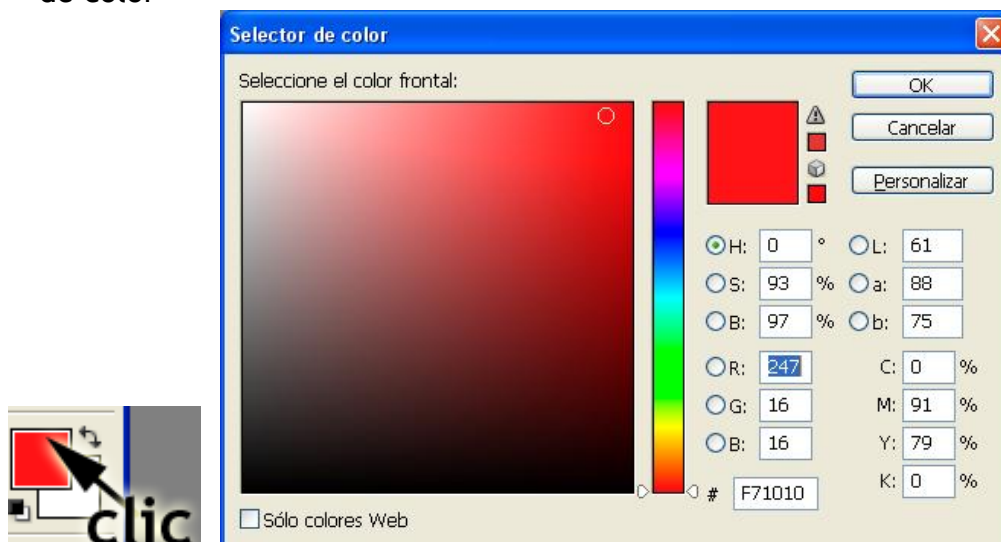 de color
Selector de color
Seleccione el color frontal:
OK
Cancelar
Personalizar
H: 0 °
L: 61
S: 93 %
a: 88
B: 97 %
b: 75
R: 247
C: 0 %
G: 16
M: 91 %
B: 16
Y: 79 %
K: 0 %
# F71010
Sólo colores Web
clic